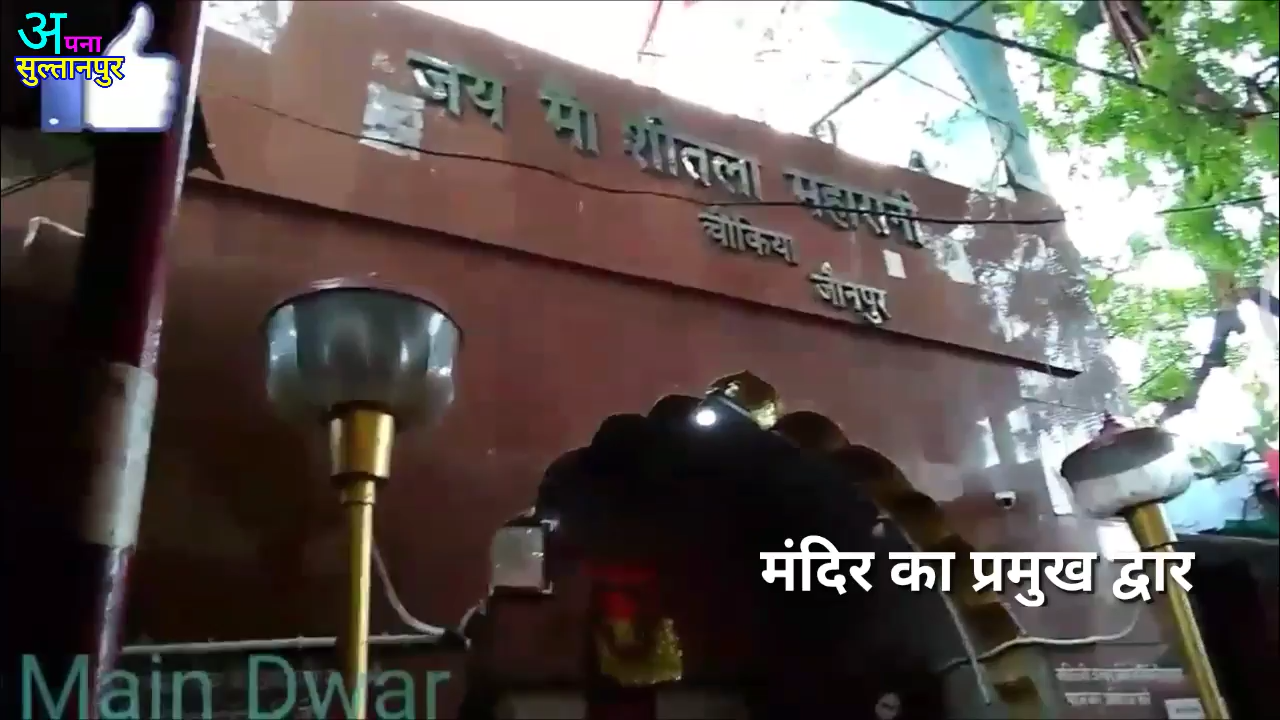 अपना
सुल्तानपुर
जय माँ शीतला महारानी
चौकिया
जौनपुर
मंदिर का प्रमुख द्वार
Main Dwar